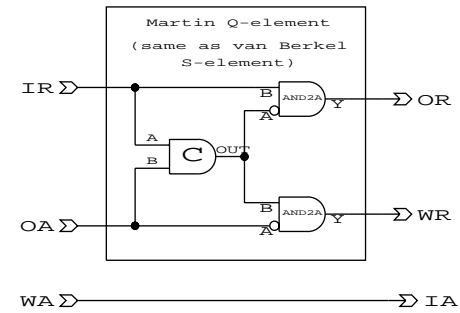 Martin Q-element
(same as van Berkel
S-element)
IR
B
AND2A
Y
OR
A
A
C
OUT
B
B
AND2A
Y
WR
OA
A
WA
IA